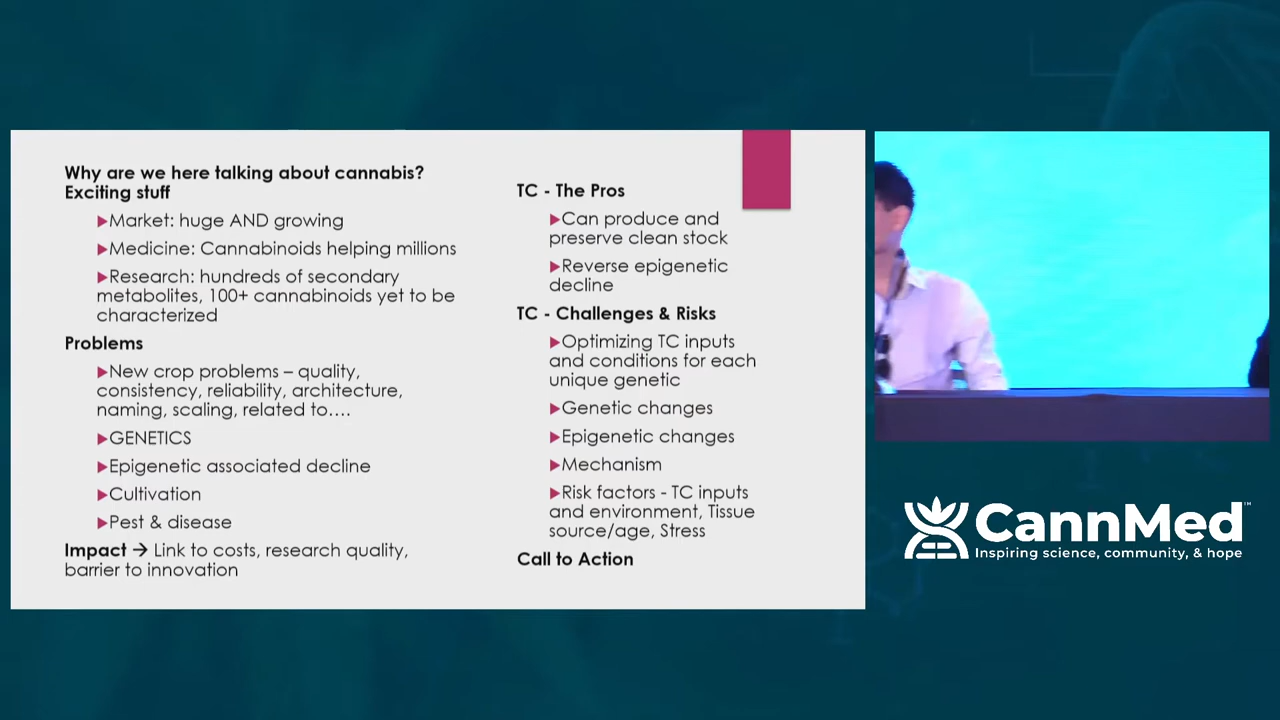 Why are we here talking about cannabis?
Exciting stuff
▶Market: huge AND growing
▶Medicine: Cannabinoids helping millions
▶Research: hundreds of secondary
metabolites, 100+ cannabinoids yet to be
characterized
Problems
▶New crop problems – quality,
consistency, reliability, architecture,
naming, scaling, related to….
▶GENETICS
▶Epigenetic associated decline
▶Cultivation
▶Pest & disease
Impact → Link to costs, research quality,
barrier to innovation
TC - The Pros
▶Can produce and
preserve clean stock
▶Reverse epigenetic
decline
TC - Challenges & Risks
▶Optimizing TC inputs
and conditions for each
unique genetic
▶Genetic changes
▶Epigenetic changes
▶Mechanism
▶Risk factors - TC inputs
and environment, Tissue
source/age, Stress
Call to Action
CannMed™
Inspiring science, community, & hope